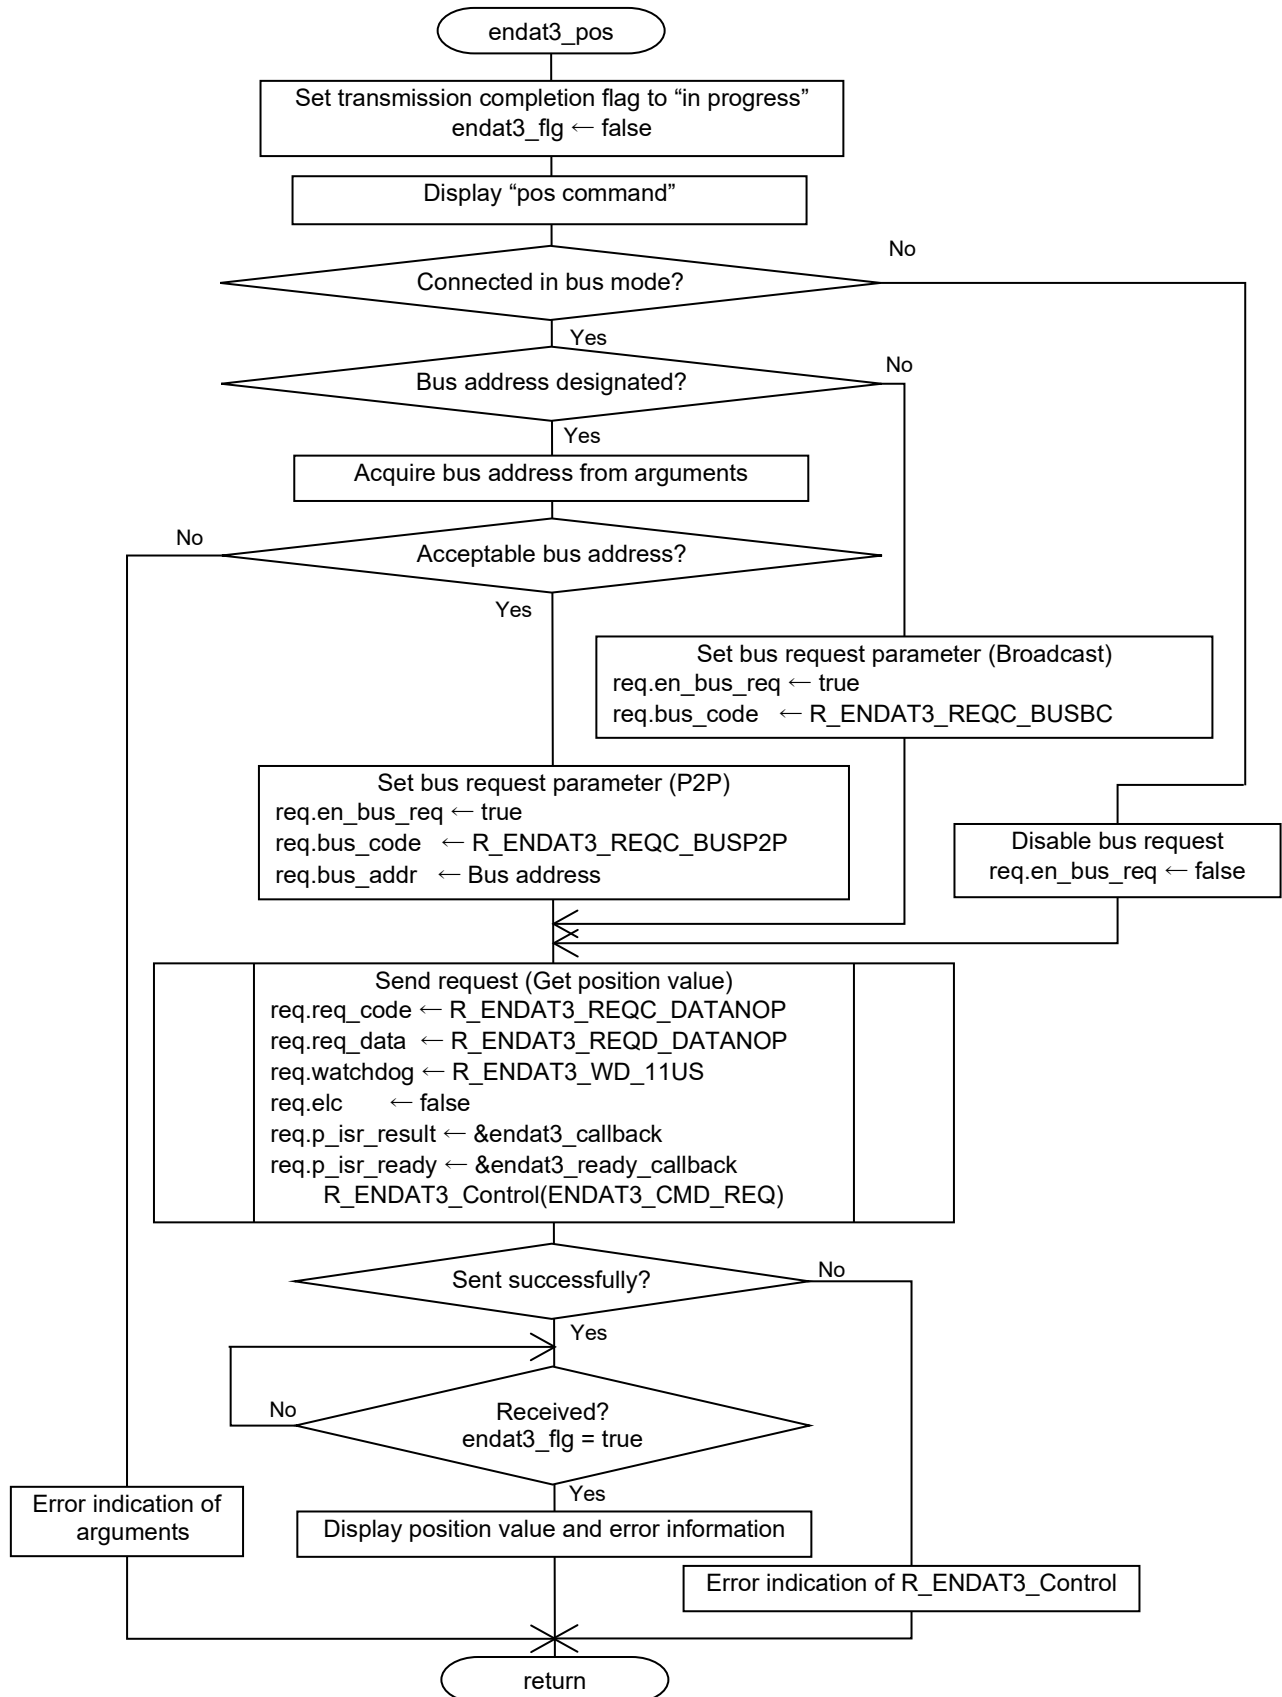 endat3_pos
Set transmission completion flag to “in progress”
endat3_flg ← false
Display “pos command”
No
Connected in bus mode?
Yes
No
Bus address designated?
Yes
Acquire bus address from arguments
No
Acceptable bus address?
Yes
Set bus request parameter (Broadcast)
req.en_bus_req ← true
req.bus_code ← R_ENDAT3_REQC_BUSBC
Set bus request parameter (P2P)
req.en_bus_req ← true
req.bus_code ← R_ENDAT3_REQC_BUSP2P
req.bus_addr ← Bus address
Disable bus request
req.en_bus_req ← false
Send request (Get position value)
req.req_code ← R_ENDAT3_REQC_DATANOP
req.req_data ← R_ENDAT3_REQD_DATANOP
req.watchdog ← R_ENDAT3_WD_11US
req.elc ← false
req.p_isr_result ← &endat3_callback
req.p_isr_ready ← &endat3_ready_callback
R_ENDAT3_Control(ENDAT3_CMD_REQ)
Sent successfully?
No
Yes
No
Received?
endat3_flg = true
Yes
Error indication of
arguments
Display position value and error information
Error indication of R_ENDAT3_Control
return